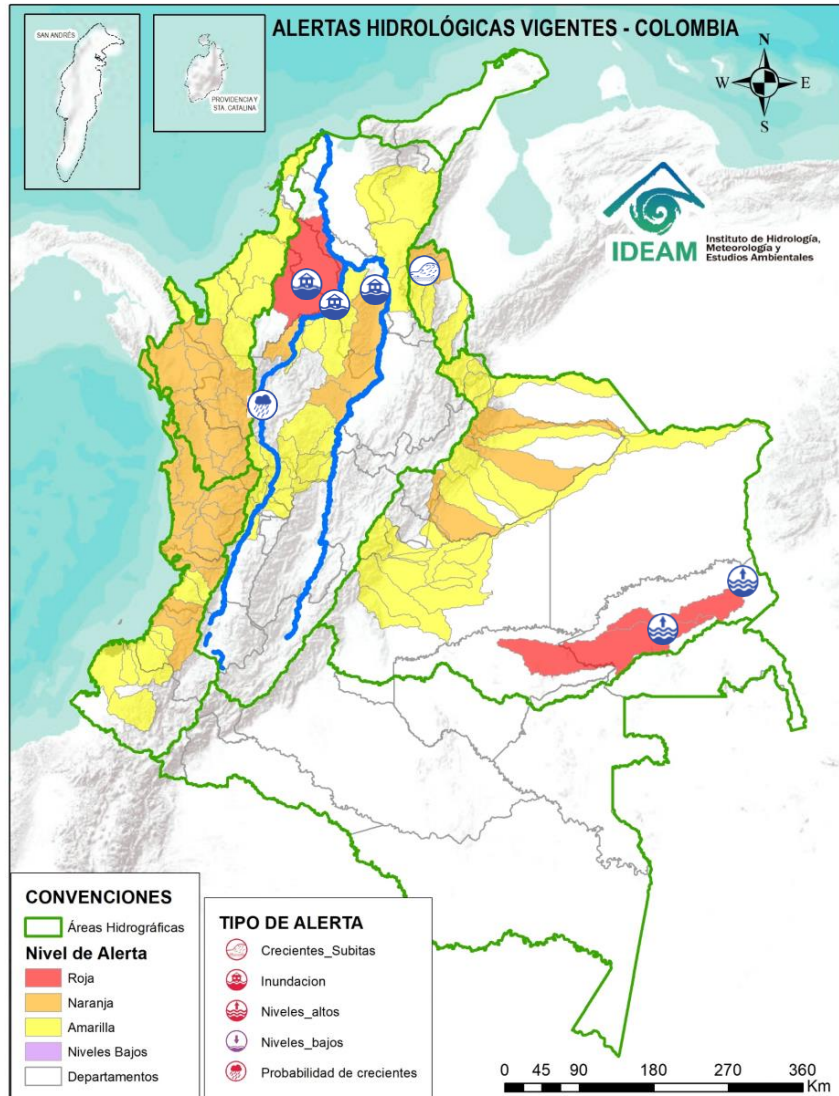 ALERTAS HIDROLÓGICAS VIGENTES - COLOMBIA
SAN ANDRÉS
PROVIDENCIA Y
STA. CATALINA
N
W
E
S
IDEAM
Instituto de Hidrología,
Meteorología y
Estudios Ambientales
CONVENCIONES
Áreas Hidrográficas
Nivel de Alerta
Roja
Naranja
Amarilla
Niveles Bajos
Departamentos
TIPO DE ALERTA
Crecientes_Subitas
Inundacion
Niveles_altos
Niveles_bajos
Probabilidad de crecientes
0 45 90 180 270 360
Km